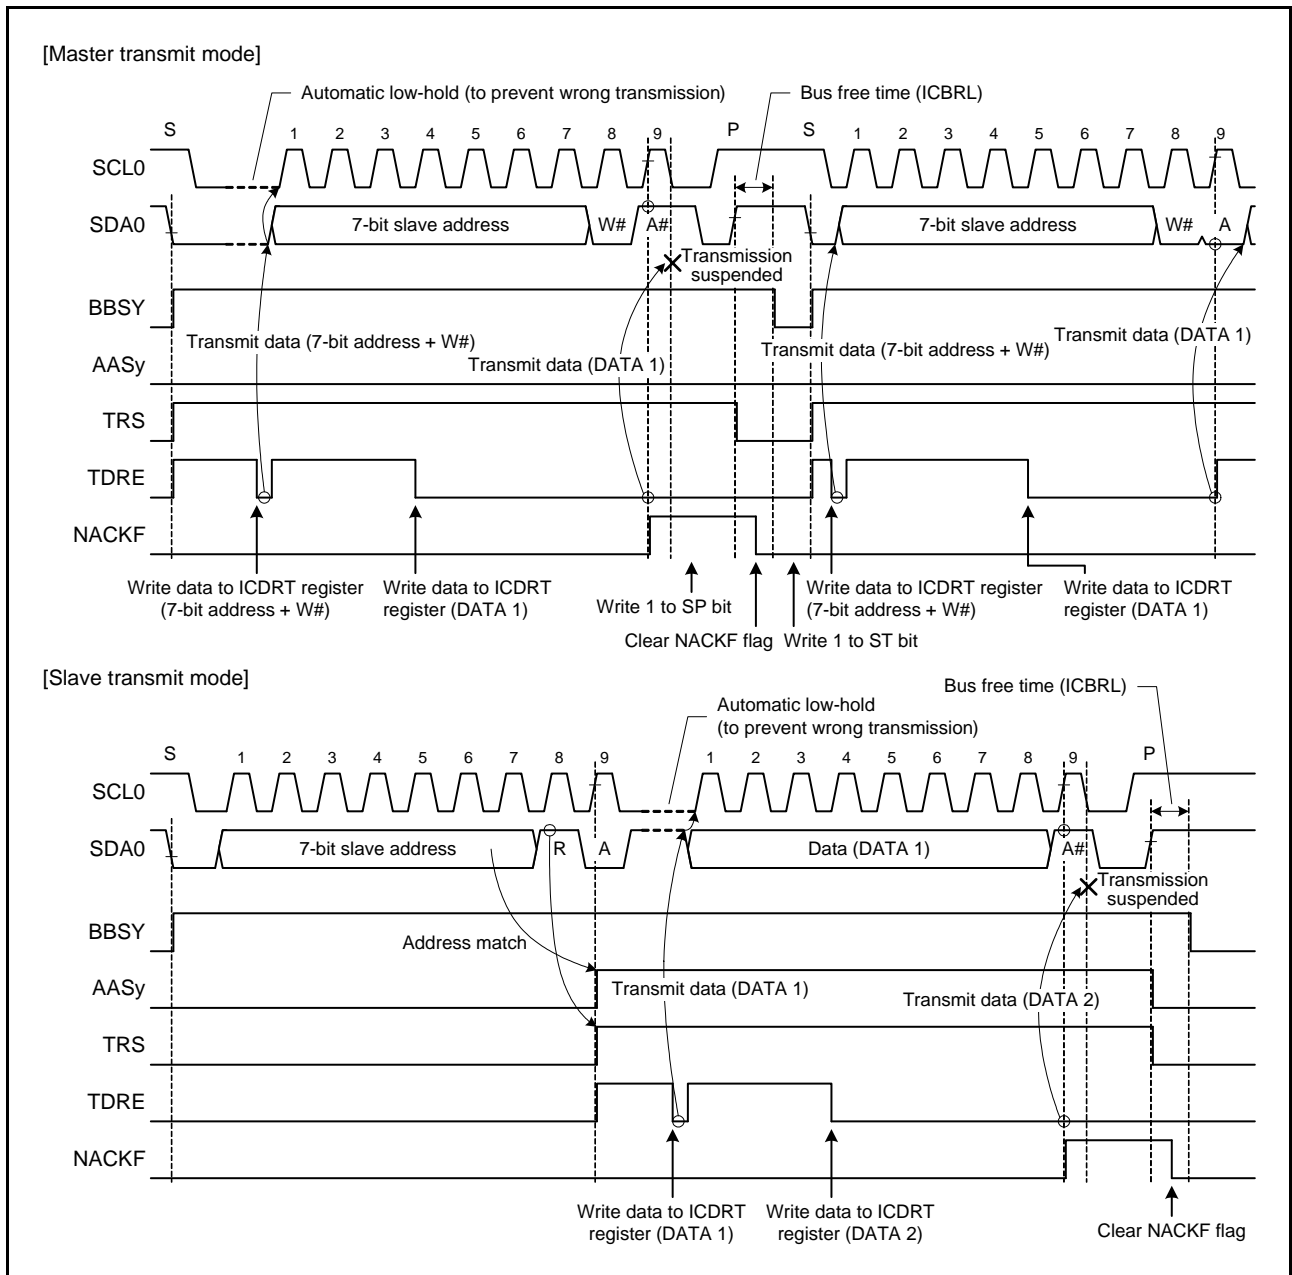 [Master transmit mode]
Automatic low-hold (to prevent wrong transmission)
Bus free time (ICBRL)
S 1 2 3 4 5 6 7 8 9 P S 1 2 3 4 5 6 7 8 9
SCL0
SDA0 7-bit slave address W# A# 7-bit slave address W# A
Transmission
suspended
BBSY
Transmit data (7-bit address + W#)
Transmit data (DATA 1)
Transmit data (7-bit address + W#)
Transmit data (DATA 1)
AASy
TRS
TDRE
NACKF
Write data to ICDRT register
(7-bit address + W#)
Write data to ICDRT
register (DATA 1)
Write 1 to SP bit
Clear NACKF flag
Write 1 to ST bit
Write data to ICDRT register
(7-bit address + W#)
Write data to ICDRT
register (DATA 1)
[Slave transmit mode]
Automatic low-hold
(to prevent wrong transmission)
Bus free time (ICBRL)
S 1 2 3 4 5 6 7 8 9 1 2 3 4 5 6 7 8 9 P
SCL0
SDA0 7-bit slave address R A Data (DATA 1) A#
Transmission
suspended
BBSY
Address match
AASy
Transmit data (DATA 1)
Transmit data (DATA 2)
TRS
TDRE
NACKF
Write data to ICDRT
register (DATA 1)
Write data to ICDRT
register (DATA 2)
Clear NACKF flag